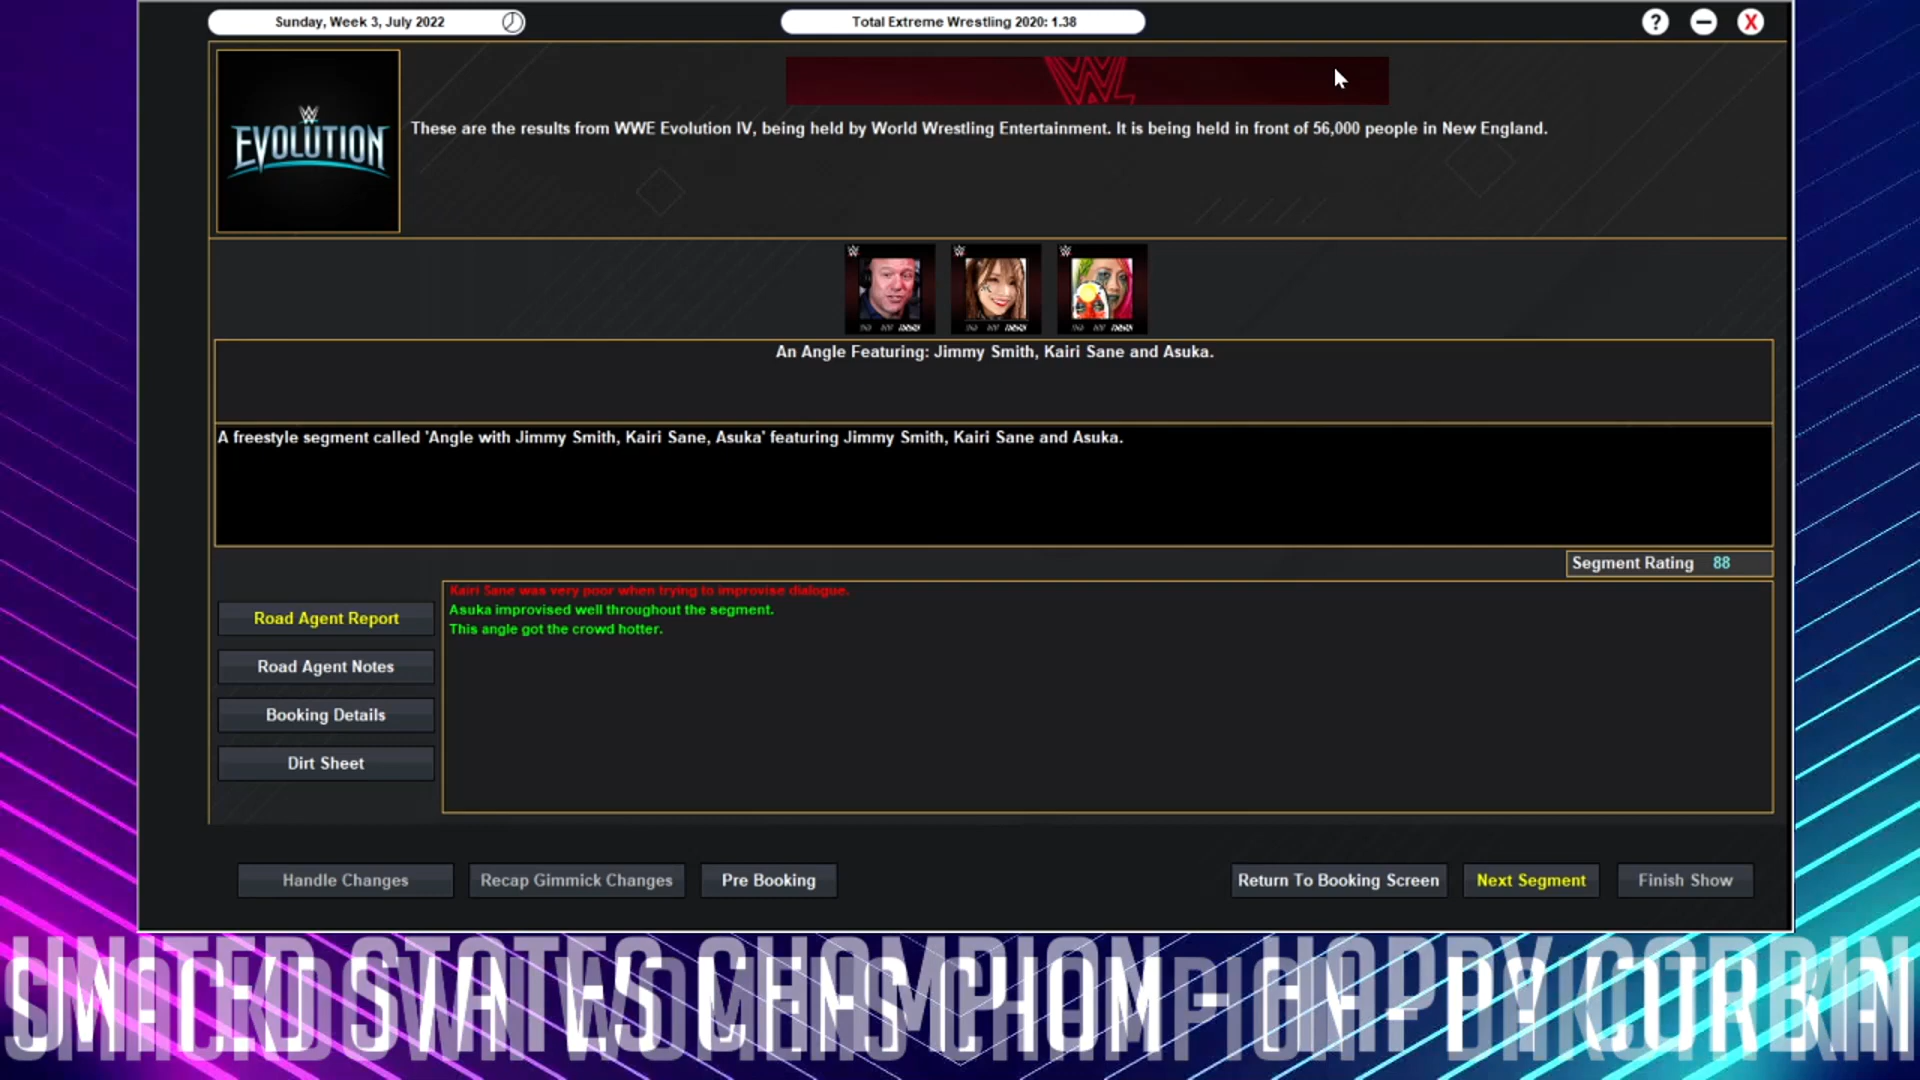 Sunday, Week 3, July 2022
Total Extreme Wrestling 2020: 1.38
?
X
W
EVOLUTION
These are the results from WWE Evolution IV, being held by World Wrestling Entertainment. It is being held in front of 56,000 people in New England.
An Angle Featuring: Jimmy Smith, Kairi Sane and Asuka.
A freestyle segment called 'Angle with Jimmy Smith, Kairi Sane, Asuka' featuring Jimmy Smith, Kairi Sane and Asuka.
Segment Rating 88
Kairi Sane was very poor when trying to improvise dialogue.
Asuka improvised well throughout the segment.
This angle got the crowd hotter.
Road Agent Report
Road Agent Notes
Booking Details
Dirt Sheet
Handle Changes
Recap Gimmick Changes
Pre Booking
Return To Booking Screen
Next Segment
Finish Show